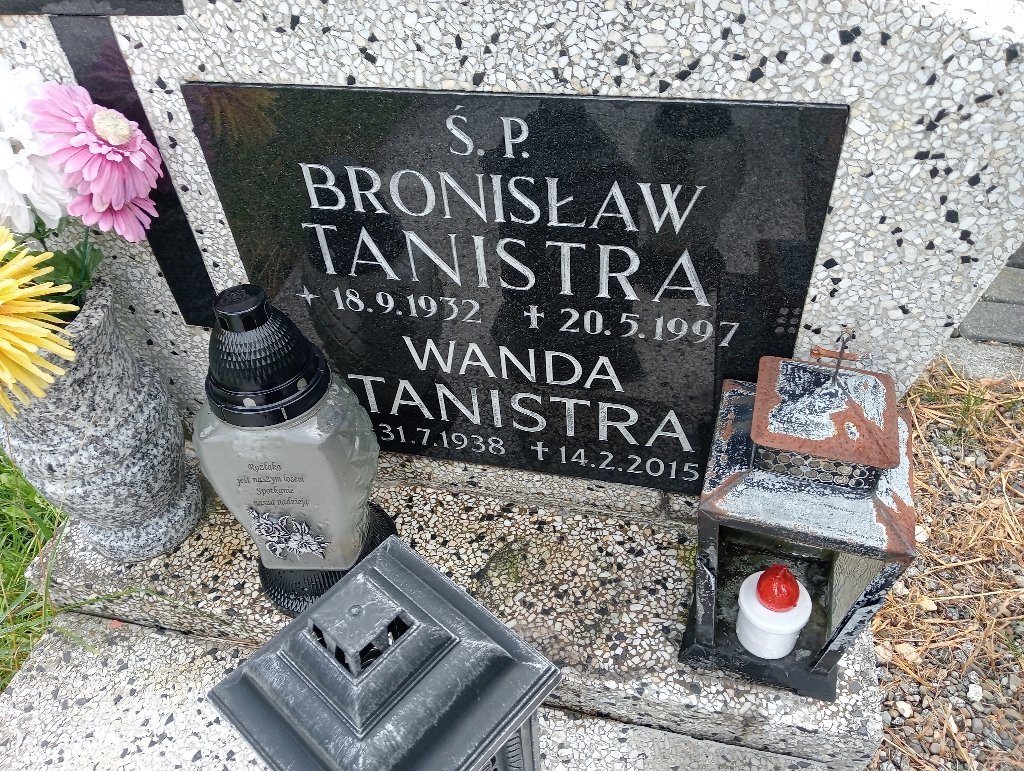 Ś. P.
BRONISŁAW
TANISTRA
18.9.1932 ✝ 20.5.1997
WANDA
TANISTRA
31.7.1938 ✝ 14.2.2015
Rozłąka
jest naszym losem
Spotkanie
naszą nadzieją